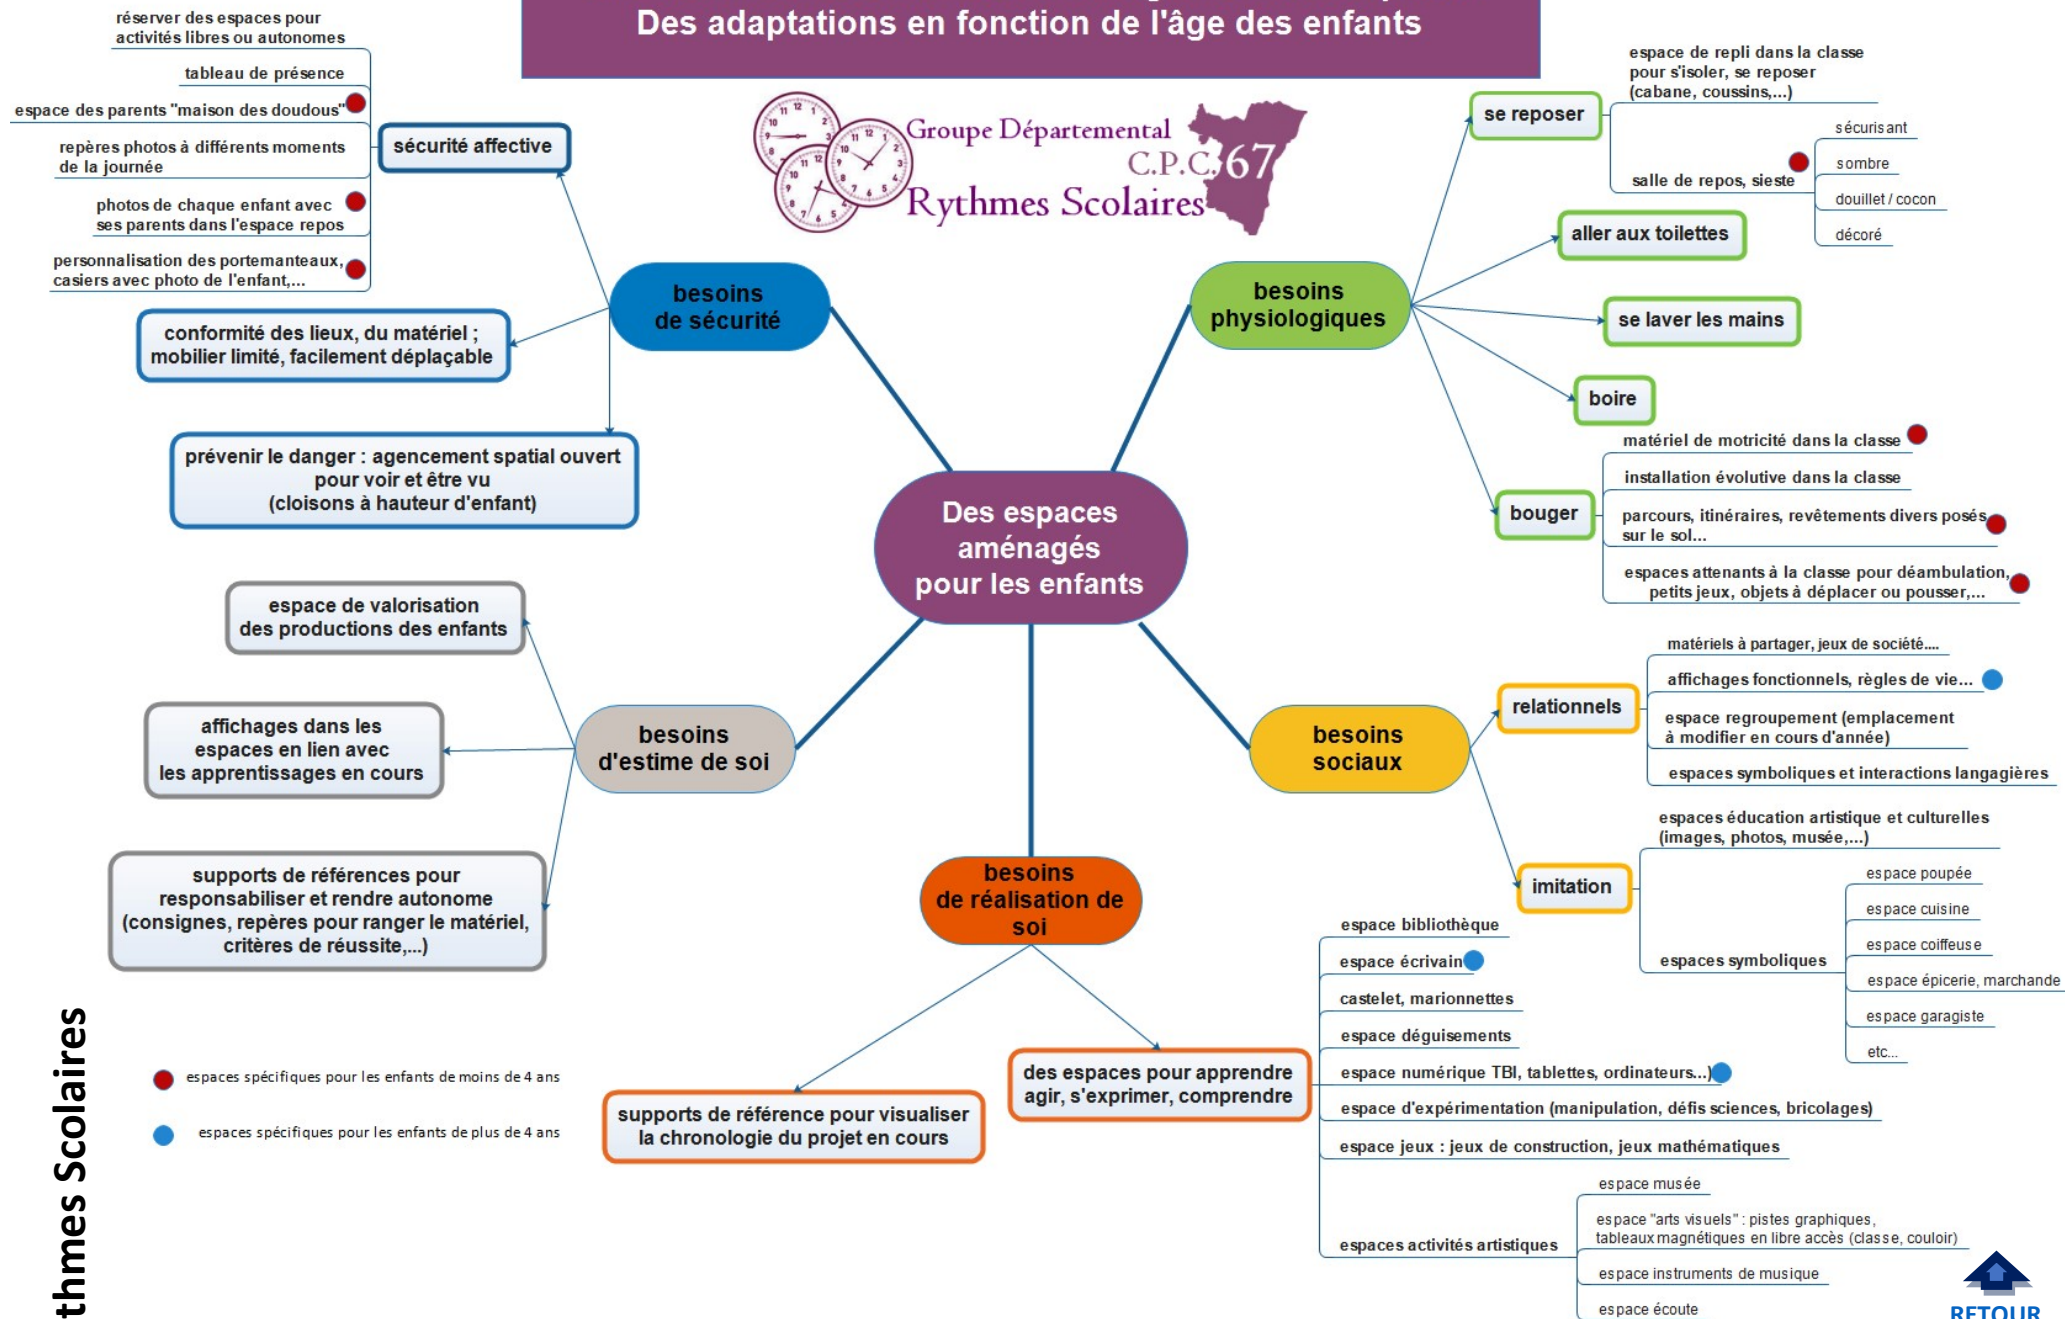 Des adaptations en fonction de l'âge des enfants
Groupe Départemental
C.P.C. 67
Rythmes Scolaires
Des espaces
aménagés
pour les enfants
besoins
de sécurité
sécurité affective
réserver des espaces pour
activités libres ou autonomes
tableau de présence
espace des parents "maison des doudous"
repères photos à différents moments
de la journée
photos de chaque enfant avec
ses parents dans l'espace repos
personnalisation des portemanteaux,
casiers avec photo de l'enfant,...
conformité des lieux, du matériel ;
mobilier limité, facilement déplaçable
prévenir le danger : agencement spatial ouvert
pour voir et être vu
(cloisons à hauteur d'enfant)
besoins
physiologiques
se reposer
espace de repli dans la classe
pour s'isoler, se reposer
(cabane, coussins,...)
salle de repos, sieste
sécurisant
sombre
douillet / cocon
décoré
aller aux toilettes
se laver les mains
boire
bouger
matériel de motricité dans la classe
installation évolutive dans la classe
parcours, itinéraires, revêtements divers posés
sur le sol...
espaces attenants à la classe pour déambulation,
petits jeux, objets à déplacer ou pousser,...
besoins
d'estime de soi
espace de valorisation
des productions des enfants
affichages dans les
espaces en lien avec
les apprentissages en cours
supports de références pour
responsabiliser et rendre autonome
(consignes, repères pour ranger le matériel,
critères de réussite,...)
besoins
sociaux
relationnels
matériels à partager, jeux de société....
affichages fonctionnels, règles de vie...
espace regroupement (emplacement
à modifier en cours d'année)
espaces symboliques et interactions langagières
imitation
espaces éducation artistique et culturelles
(images, photos, musée,...)
espaces symboliques
espace poupée
espace cuisine
espace coiffeuse
espace épicerie, marchande
espace garagiste
etc...
besoins
de réalisation de
soi
supports de référence pour visualiser
la chronologie du projet en cours
des espaces pour apprendre
agir, s'exprimer, comprendre
espace bibliothèque
espace écrivain
castelet, marionnettes
espace déguisements
espace numérique TBI, tablettes, ordinateurs...)
espace d'expérimentation (manipulation, défis sciences, bricolages)
espace jeux : jeux de construction, jeux mathématiques
espaces activités artistiques
espace musée
espace "arts visuels" : pistes graphiques,
tableaux magnétiques en libre accès (classe, couloir)
espace instruments de musique
espace écoute
espaces spécifiques pour les enfants de moins de 4 ans
espaces spécifiques pour les enfants de plus de 4 ans
thmes Scolaires
RETOUR